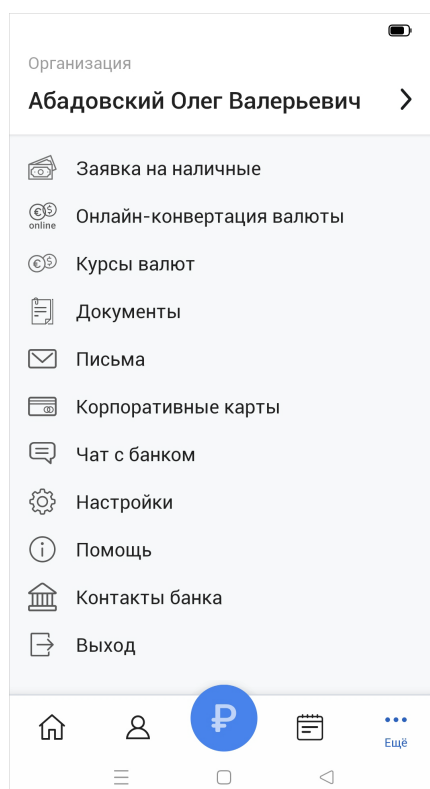 Организация
Абадовский Олег Валерьевич
Заявка на наличные
online
Онлайн-конвертация валюты
Курсы валют
Документы
Письма
Корпоративные карты
Чат с банком
Настройки
Помощь
Контакты банка
Выход
Ещё